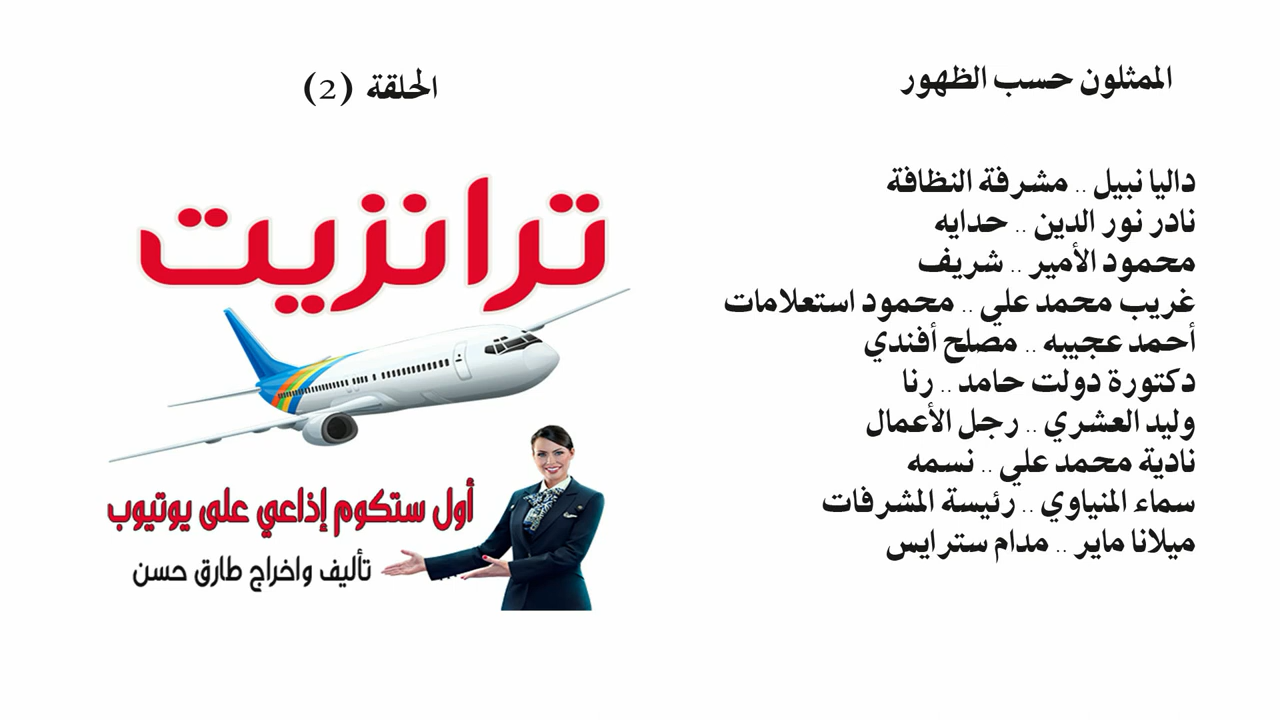 الممثلون حسب الظهور
داليا نبيل .. مشرفة النظافة
نادر نور الدين .. حدايه
محمود الأمير .. شريف
غريب محمد علي .. محمود استعلامات
أحمد عجيبه .. مصلح أفندي
دكتورة دولت حامد .. رنا
وليد العشري .. رجل الأعمال
نادية محمد علي .. نسمه
سماء المنياوي .. رئيسة المشرفات
ميلانا ماير .. مدام سترايس
الحلقة (2)
ترانزيت
أول ستكوم إذاعي على يوتيوب
تأليف واخراج طارق حسن